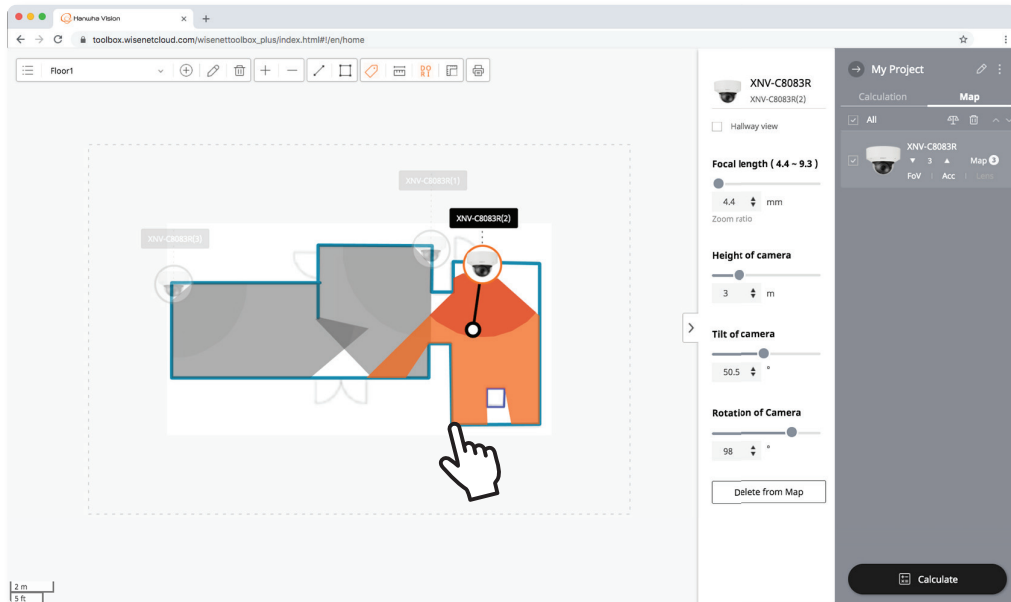 Hanwha Vision
toolbox.wisenetcloud.com/wisenettoolbox_plus/index.html#!/en/home
Floor1
XNV-C8083R(1)
XNV-C8083R(2)
XNV-C8083R(3)
2 m
5 ft
XNV-C8083R
XNV-C8083R(2)
Hallway view
Focal length ( 4.4 ~ 9.3 )
4.4 mm
Zoom ratio
Height of camera
3 m
Tilt of camera
50.5 °
Rotation of Camera
98 °
Delete from Map
My Project
Calculation Map
All
XNV-C8083R
3 Map 3
FoV Acc Lens
Calculate